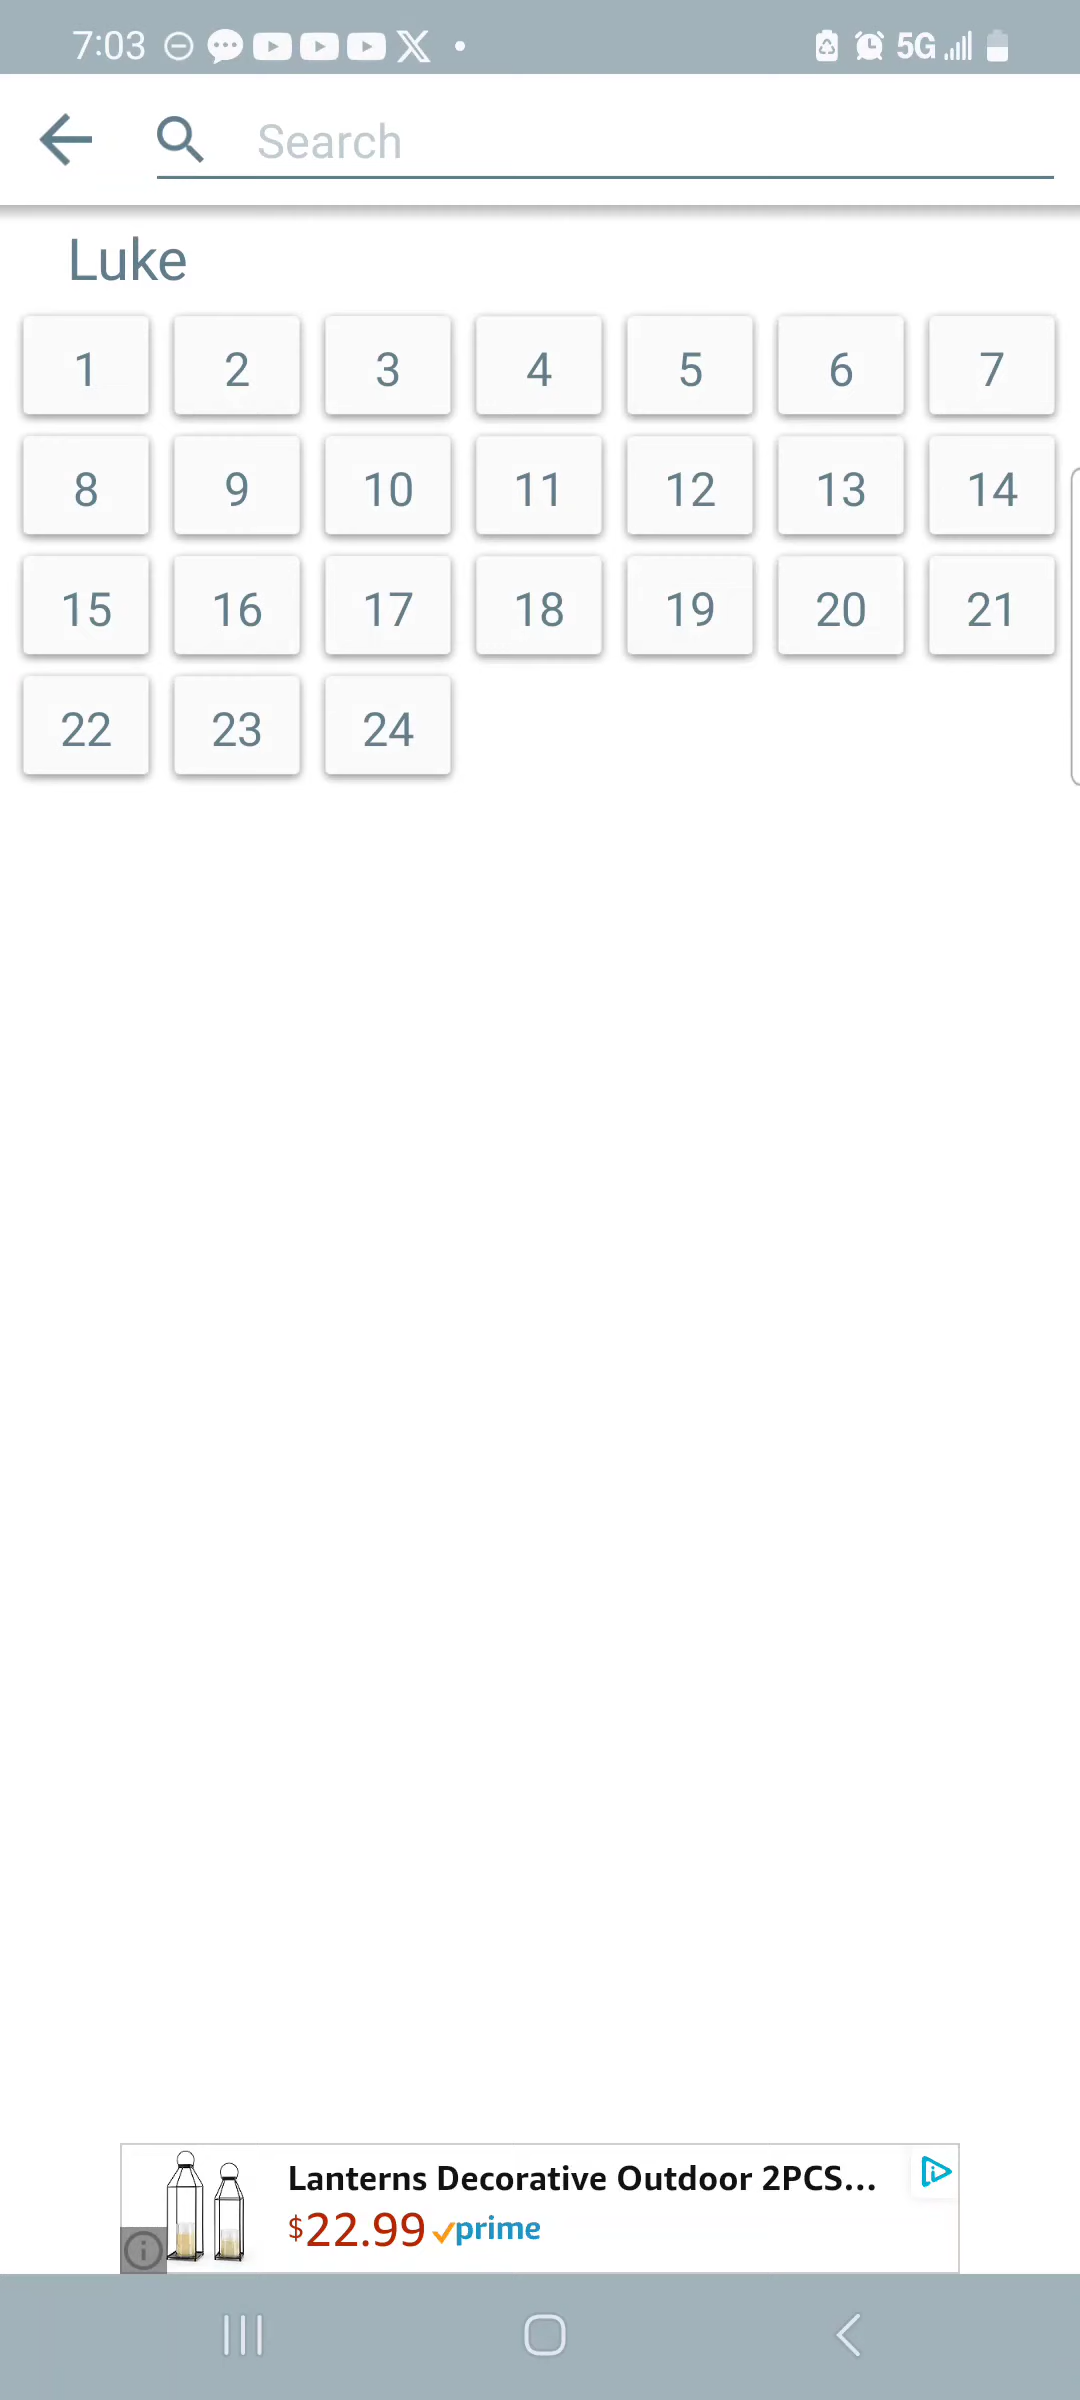 7:03 5G
Search
Luke
1 2 3 4 5 6 7
8 9 10 11 12 13 14
15 16 17 18 19 20 21
22 23 24
Lanterns Decorative Outdoor 2PCS...
$22.99 prime